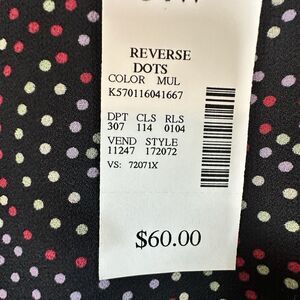 REVERSE
DOTS
COLOR MUL
K570116041667
DPT CLS RLS
307 114 0104
VEND STYLE
11247 172072
VS: 72071X
$60.00